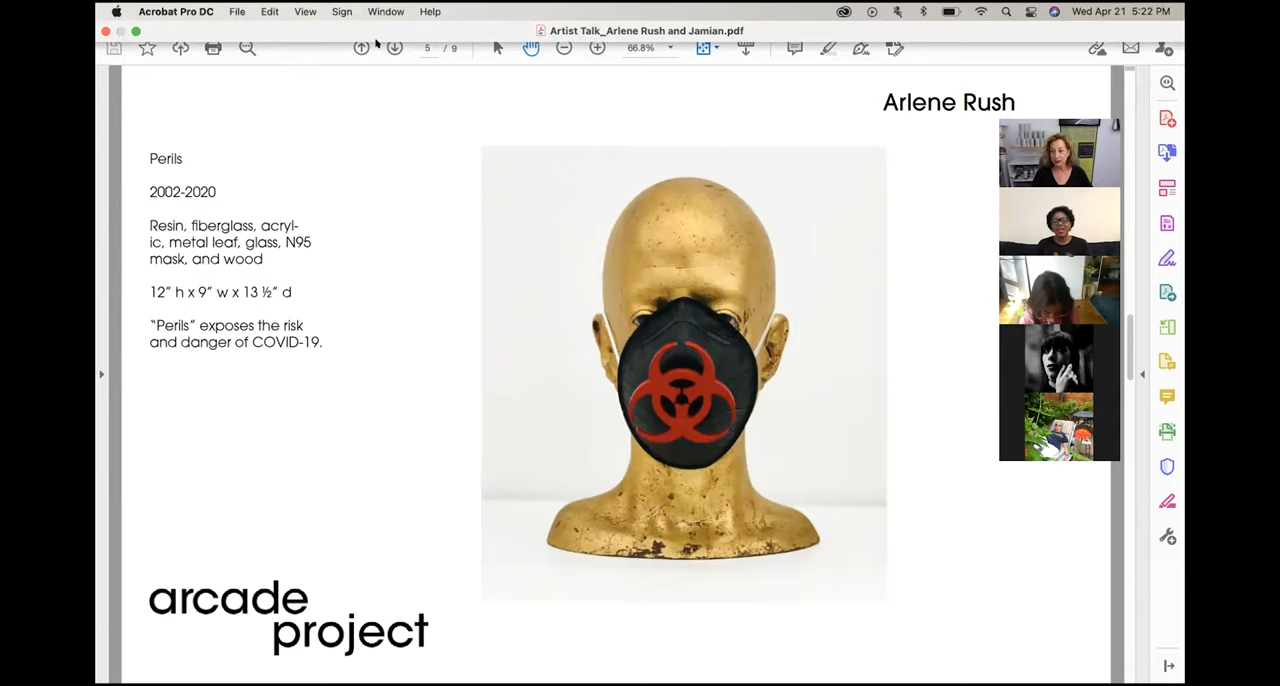 Acrobat Pro DC File Edit View Sign Window Help Wed Apr 21 5:22 PM
Artist Talk_Arlene Rush and Jamian.pdf
5 / 9 66.8%
Arlene Rush
Perils
2002-2020
Resin, fiberglass, acryl-
ic, metal leaf, glass, N95
mask, and wood
12" h x 9" w x 13 ½" d
"Perils" exposes the risk
and danger of COVID-19.
arcade
project